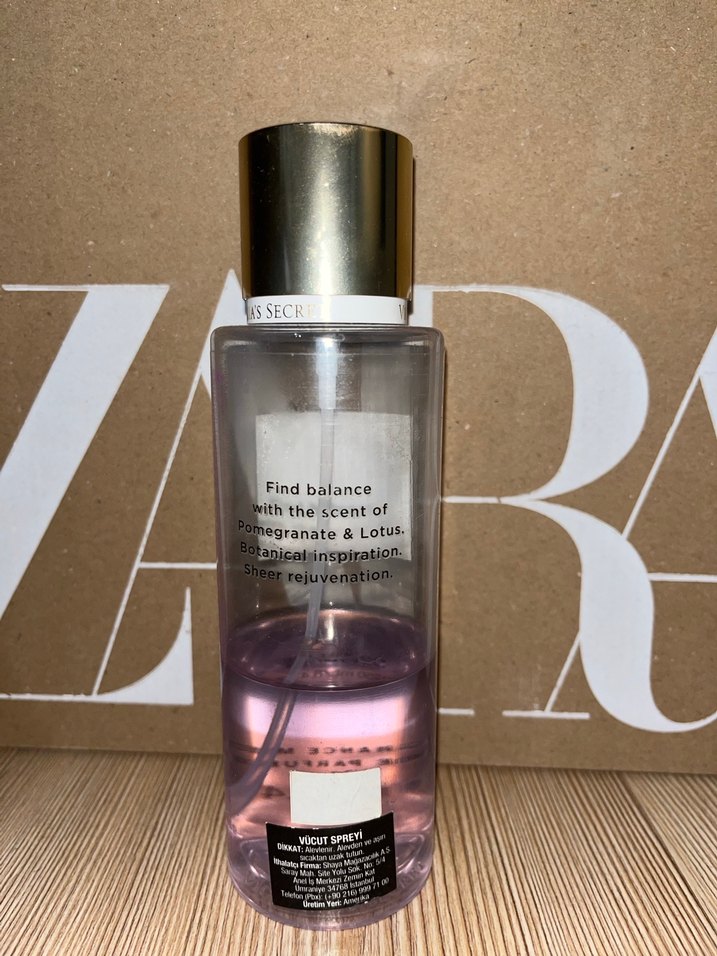 ZARA
A'S SECRE
Find balance
with the scent of
Pomegranate & Lotus.
Botanical inspiration.
Sheer rejuvenation.
VÜCUT SPREYİ
DİKKAT: Alevlenir. Alevden ve aşırı
sıcaktan uzak tutun.
İthalatçı Firma: Shaya Mağazacılık A.S.
Saray Mah. Site Yolu Sok. No: 5/4
Anel İş Merkezi Zemin Kat
Ümraniye 34768 İstanbul
Telefon (Pbx): (+90 216) 999 71 00
Üretim Yeri: Amerika